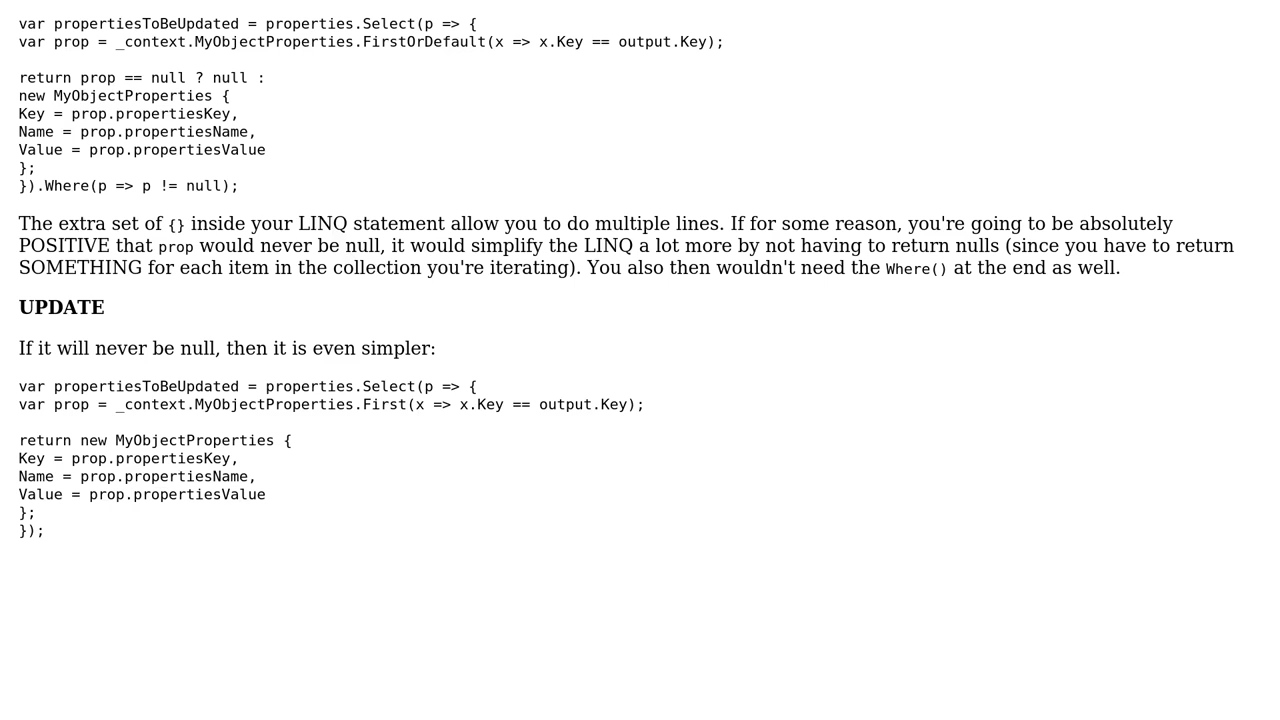 var propertiesToBeUpdated = properties.Select(p => {
var prop = _context.MyObjectProperties.FirstOrDefault(x => x.Key == output.Key);

return prop == null ? null :
new MyObjectProperties {
Key = prop.propertiesKey,
Name = prop.propertiesName,
Value = prop.propertiesValue
};
}).Where(p => p != null);

The extra set of {} inside your LINQ statement allow you to do multiple lines. If for some reason, you're going to be absolutely
POSITIVE that prop would never be null, it would simplify the LINQ a lot more by not having to return nulls (since you have to return
SOMETHING for each item in the collection you're iterating). You also then wouldn't need the Where() at the end as well.

UPDATE

If it will never be null, then it is even simpler:

var propertiesToBeUpdated = properties.Select(p => {
var prop = _context.MyObjectProperties.First(x => x.Key == output.Key);

return new MyObjectProperties {
Key = prop.propertiesKey,
Name = prop.propertiesName,
Value = prop.propertiesValue
};
});